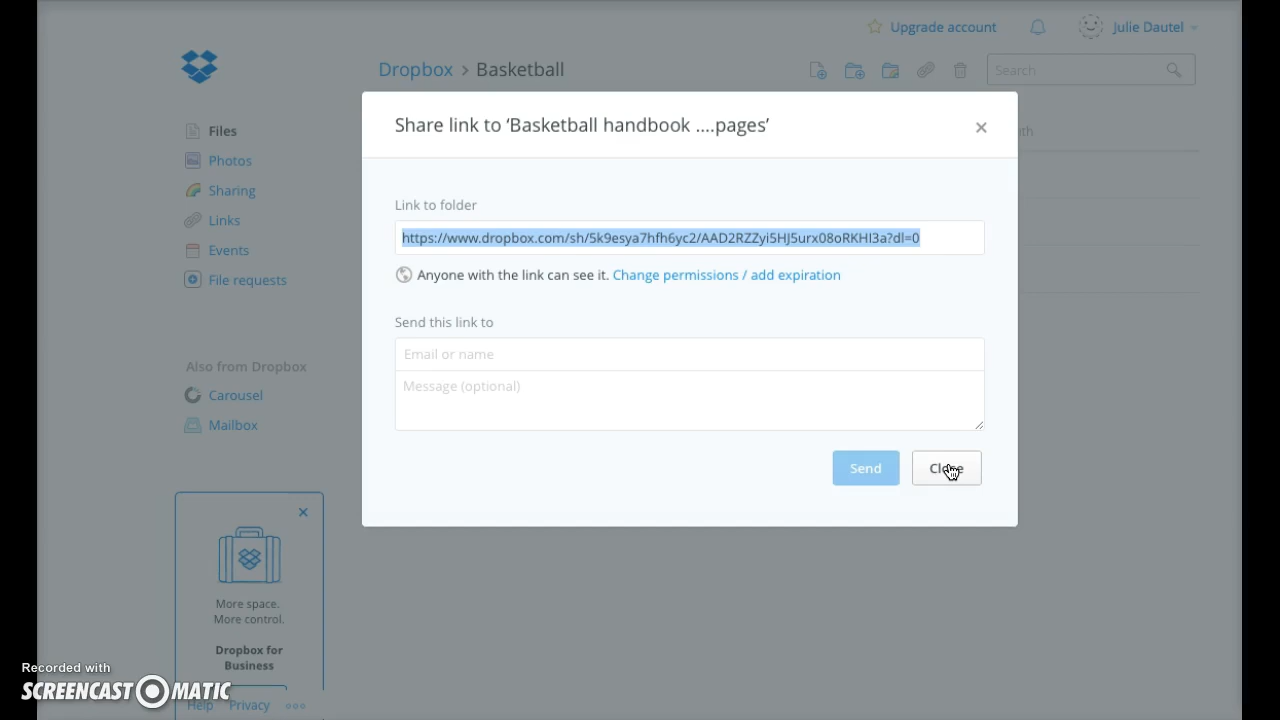 Upgrade account
Julie Dautel
Dropbox > Basketball
Search
Share link to ‘Basketball handbook ....pages’
Files
Photos
Sharing
Links
Events
File requests
Link to folder
https://www.dropbox.com/sh/5k9esya7hfh6yc2/AAD2RZZyi5HJ5urx08oRKHI3a?dl=0
Anyone with the link can see it. Change permissions / add expiration
Send this link to
Email or name
Message (optional)
Send
Close
Also from Dropbox
Carousel
Mailbox
More space.
More control.
Dropbox for
Business
Help Privacy
Recorded with
SCREENCAST MATIC